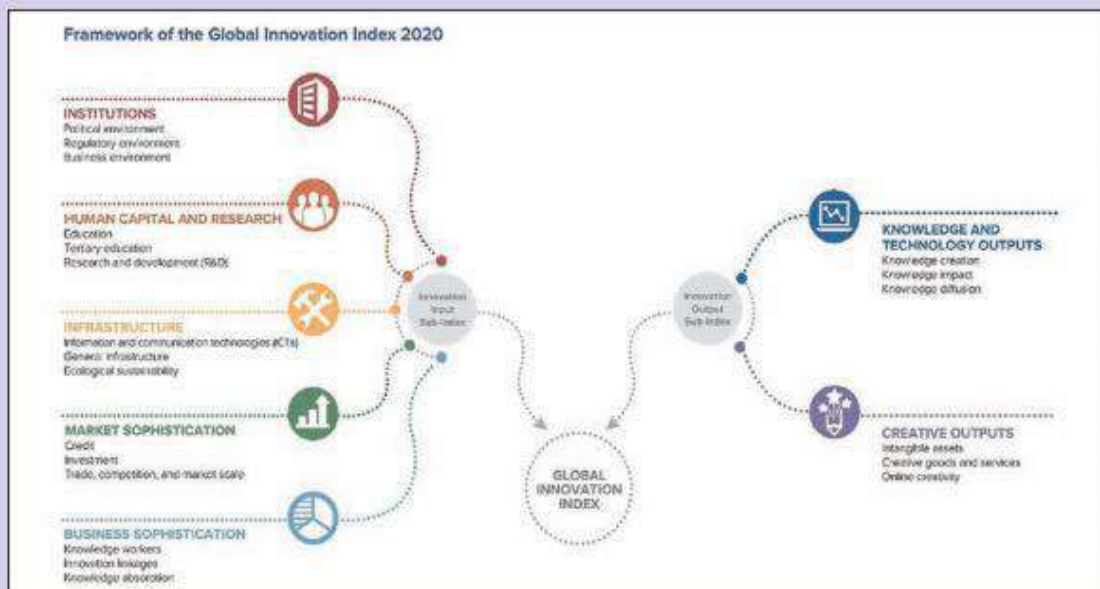 Framework of the Global Innovation Index 2020
INSTITUTIONS
Political environment
Regulatory environment
Business environment
HUMAN CAPITAL AND RESEARCH
Education
Tertiary education
Research and development (R&D)
INFRASTRUCTURE
Information and communication technologies (ICTs)
General infrastructure
Ecological sustainability
MARKET SOPHISTICATION
Credit
Investment
Trade, competition, and market scale
BUSINESS SOPHISTICATION
Knowledge workers
Innovation linkages
Knowledge absorption
Innovation
Input
Sub-Index
Innovation
Output
Sub-Index
GLOBAL
INNOVATION
INDEX
KNOWLEDGE AND
TECHNOLOGY OUTPUTS
Knowledge creation
Knowledge impact
Knowledge diffusion
CREATIVE OUTPUTS
Intangible assets
Creative goods and services
Online creativity